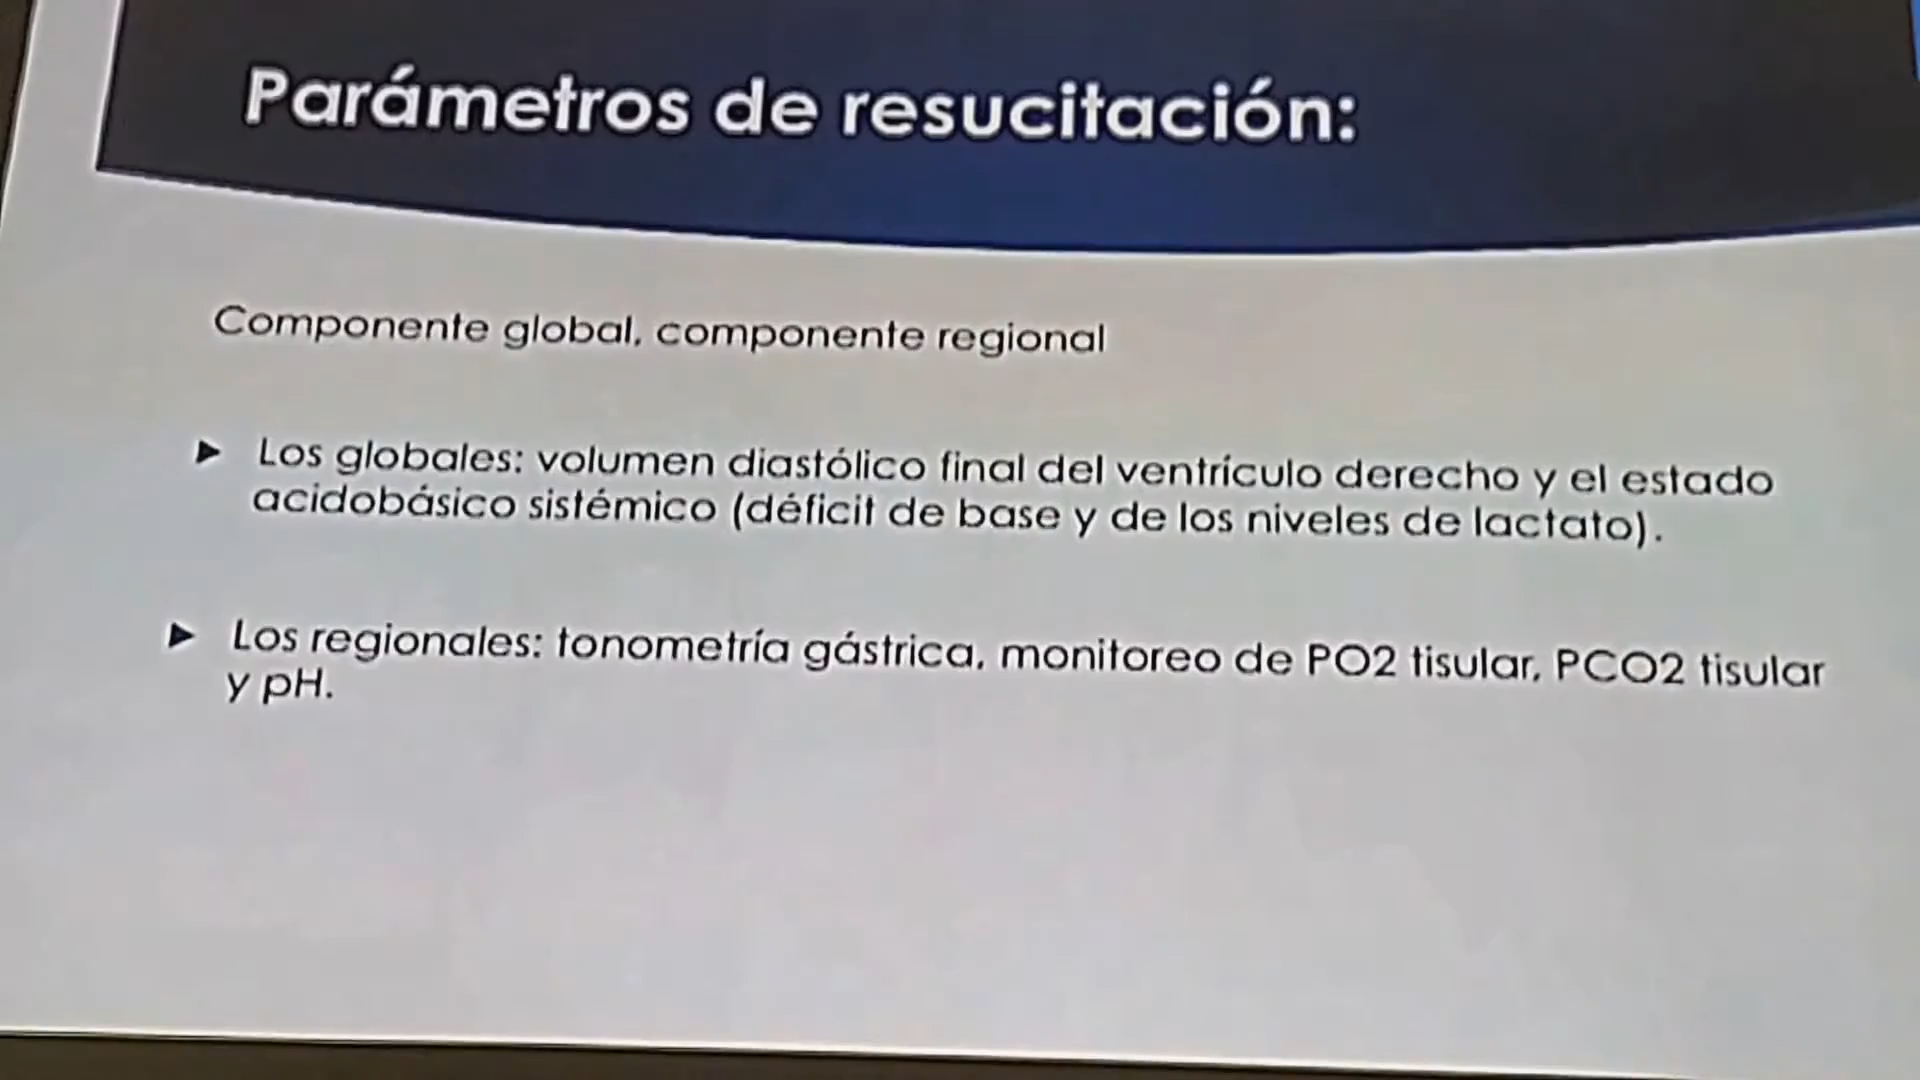 Parámetros de resucitación:
Componente global, componente regional
► Los globales: volumen diastólico final del ventrículo derecho y el estado
acidobásico sistémico (déficit de base y de los niveles de lactato).
► Los regionales: tonometría gástrica, monitoreo de PO2 tisular, PCO2 tisular
y pH.